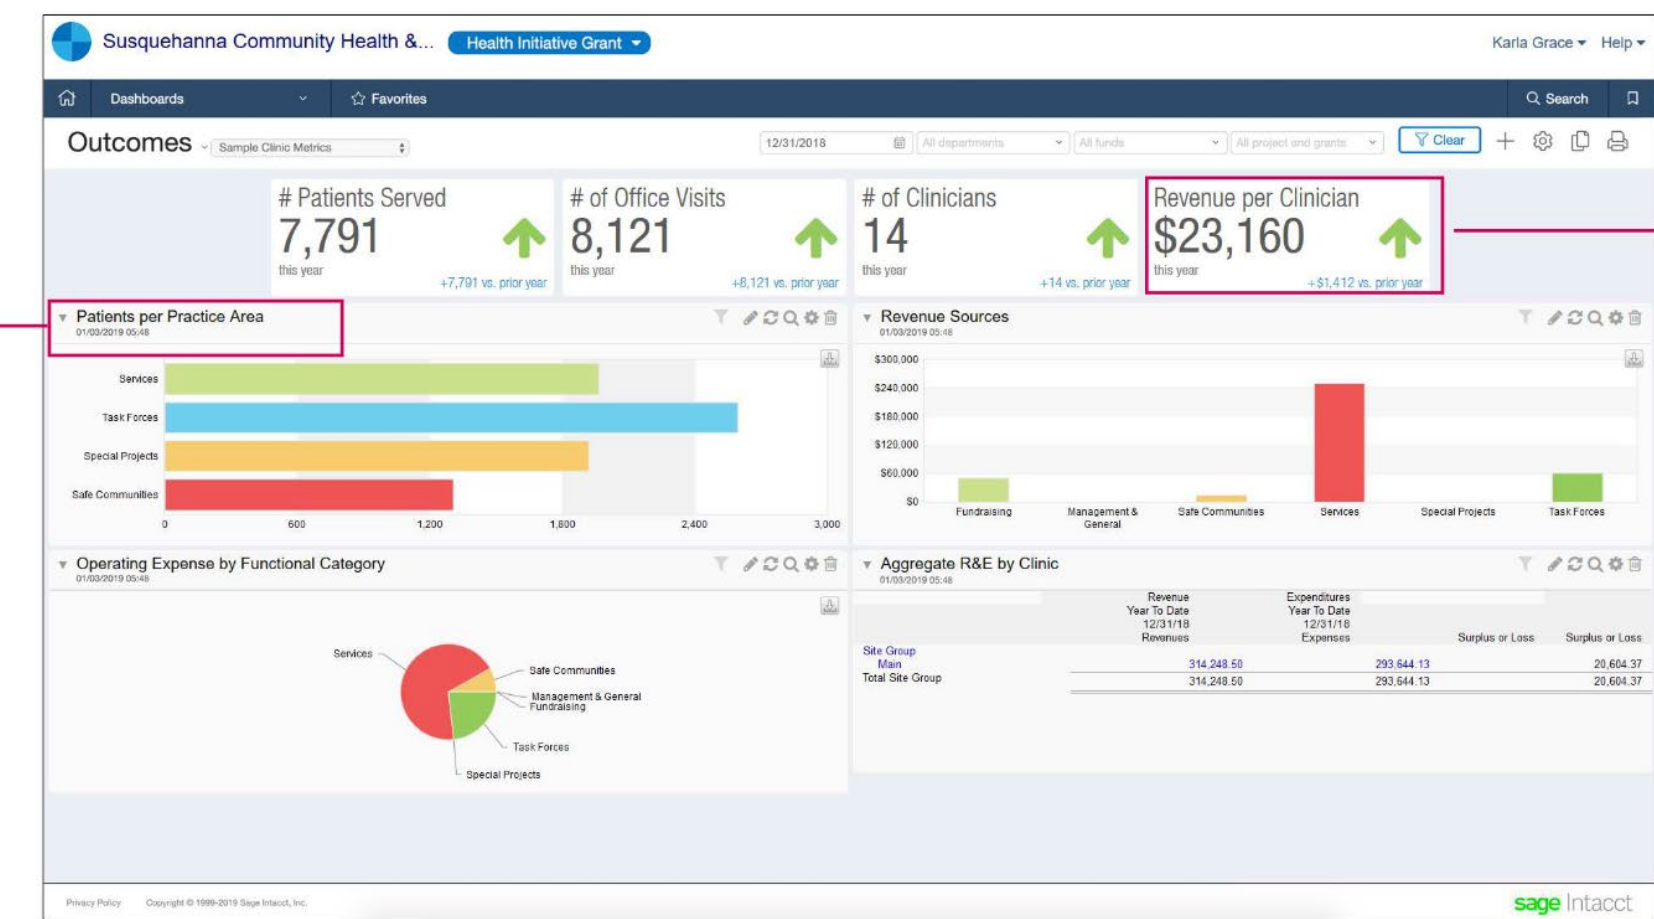 Susquehanna Community Health &... Health Initiative Grant
Karla Grace Help
Dashboards Favorites Search
Outcomes - Sample Clinic Metrics 12/31/2018 All departments All funds All project and grants Clear
# Patients Served
7,791
this year
+7,791 vs. prior year
# of Office Visits
8,121
this year
+8,121 vs. prior year
# of Clinicians
14
this year
+14 vs. prior year
Revenue per Clinician
$23,160
this year
+$1,412 vs. prior year
Patients per Practice Area
01/03/2019 05:48
Services
Task Forces
Special Projects
Safe Communities
0 600 1,200 1,800 2,400 3,000
Revenue Sources
01/03/2019 05:48
$300,000
$240,000
$180,000
$120,000
$60,000
$0
Fundraising Management & General Safe Communities Services Special Projects Task Forces
Operating Expense by Functional Category
01/03/2019 05:48
Services
Safe Communities
Management & General
Fundraising
Task Forces
Special Projects
Aggregate R&E by Clinic
01/03/2019 05:48
Revenue Expenditures
Year To Date Year To Date
12/31/18 12/31/18
Revenues Expenses Surplus or Loss Surplus or Loss
Site Group
Main 314,248.50 293,644.13 20,604.37
Total Site Group 314,248.50 293,644.13 20,604.37
Privacy Policy Copyright © 1999-2019 Sage Intacct, Inc.
sage Intacct